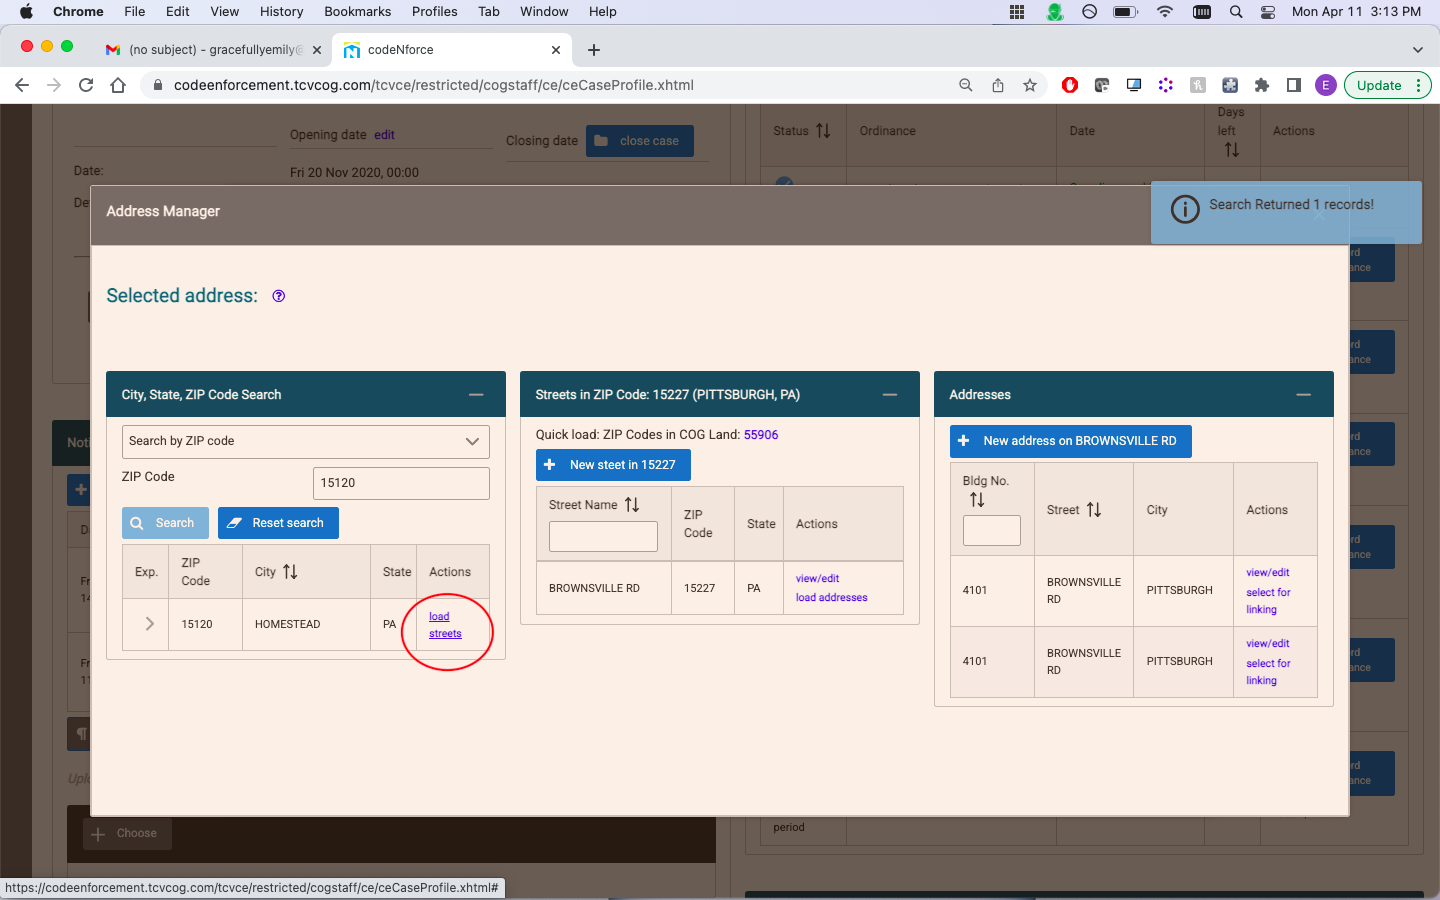 Chrome File Edit View History Bookmarks Profiles Tab Window Help Mon Apr 11 3:13 PM
(no subject) - gracefullyemily@
codeNforce
codeenforcement.tcvcog.com/tcvce/restricted/cogstaff/ce/ceCaseProfile.xhtml
E
Update
Opening date edit
Closing date
close case
Date:
Fri 20 Nov 2020, 00:00
Status
Ordinance
Date
Days
left
Actions
Address Manager
Search Returned 1 records!
Selected address:
City, State, ZIP Code Search
Search by ZIP code
ZIP Code
15120
Search
Reset search
Exp.
ZIP
Code
City
State
Actions
15120
HOMESTEAD
PA
load
streets
Streets in ZIP Code: 15227 (PITTSBURGH, PA)
Quick load: ZIP Codes in COG Land: 55906
New steet in 15227
Street Name
ZIP
Code
State
Actions
BROWNSVILLE RD
15227
PA
view/edit
load addresses
Addresses
New address on BROWNSVILLE RD
Bldg No.
Street
City
Actions
4101
BROWNSVILLE
RD
PITTSBURGH
view/edit
select for
linking
4101
BROWNSVILLE
RD
PITTSBURGH
view/edit
select for
linking
Choose
period
https://codeenforcement.tcvcog.com/tcvce/restricted/cogstaff/ce/ceCaseProfile.xhtml#